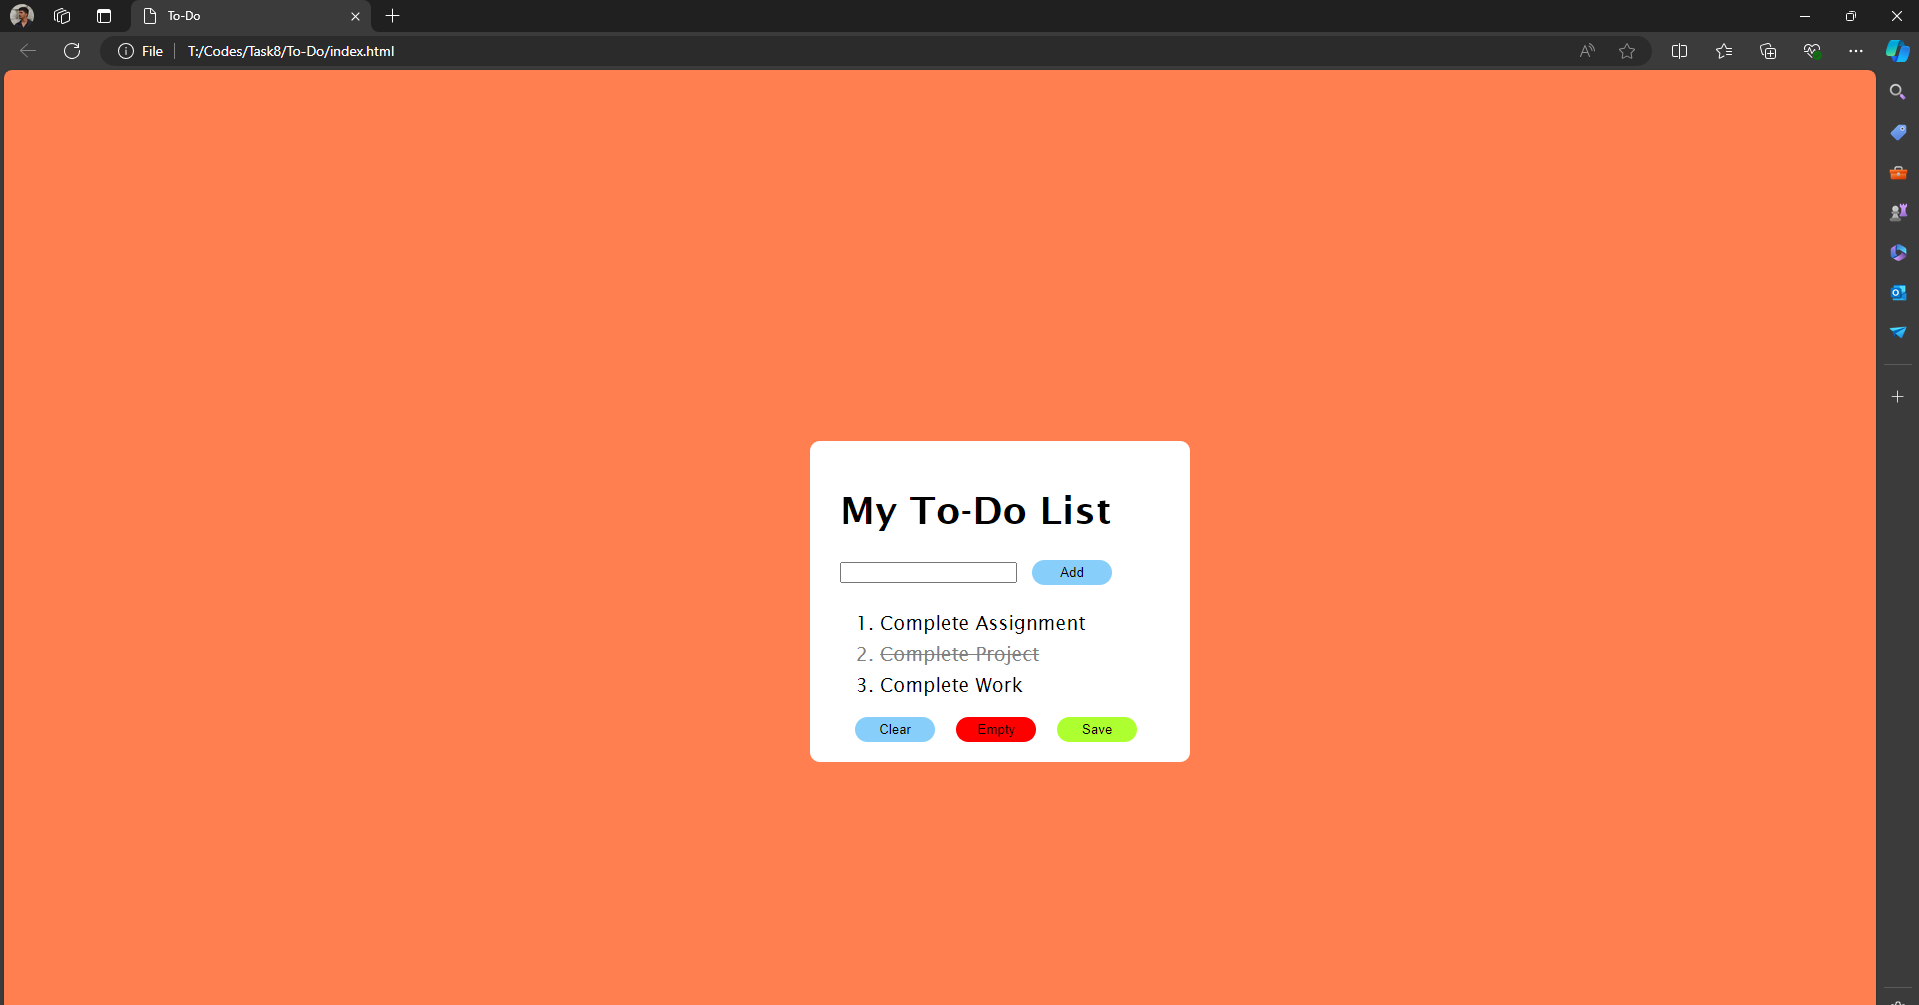 To-Do
File T:/Codes/Task8/To-Do/index.html
My To-Do List
Add
1. Complete Assignment
2. Complete Project
3. Complete Work
Clear Empty Save